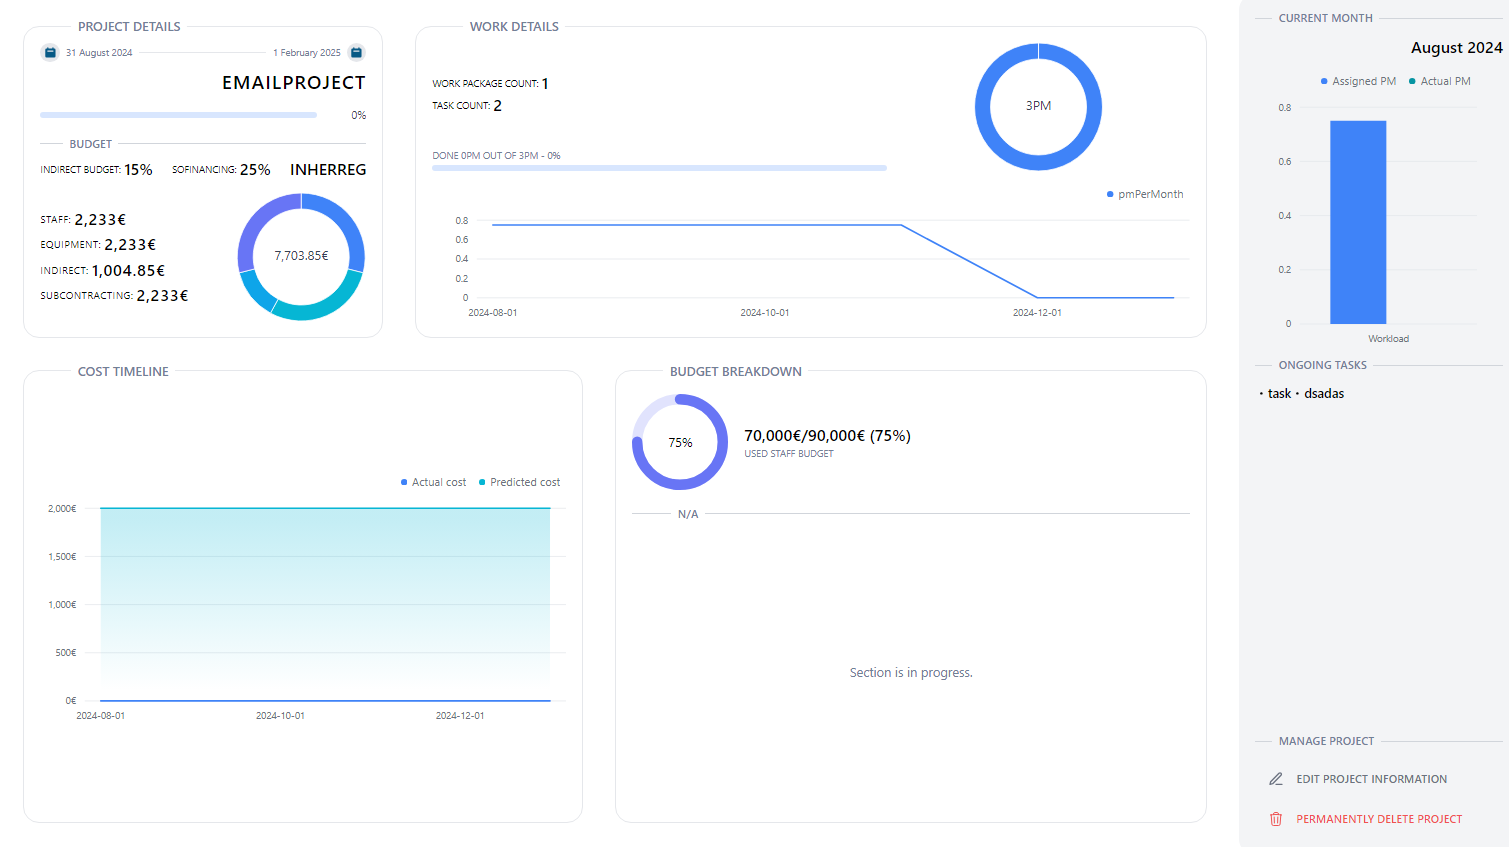 PROJECT DETAILS
31 August 2024
1 February 2025
EMAILPROJECT
0%
BUDGET
INDIRECT BUDGET: 15% SOFINANCING: 25% INHERREG
STAFF: 2,233€
EQUIPMENT: 2,233€
INDIRECT: 1,004.85€
SUBCONTRACTING: 2,233€
7,703.85€
WORK DETAILS
WORK PACKAGE COUNT: 1
TASK COUNT: 2
3PM
DONE 0PM OUT OF 3PM - 0%
pmPerMonth
0.8
0.6
0.4
0.2
0
2024-08-01 2024-10-01 2024-12-01
COST TIMELINE
Actual cost Predicted cost
2,000€
1,500€
1,000€
500€
0€
2024-08-01 2024-10-01 2024-12-01
BUDGET BREAKDOWN
75%
70,000€/90,000€ (75%)
USED STAFF BUDGET
N/A
Section is in progress.
CURRENT MONTH
August 2024
Assigned PM Actual PM
0.8
0.6
0.4
0.2
0
Workload
ONGOING TASKS
• task • dsadas
MANAGE PROJECT
EDIT PROJECT INFORMATION
PERMANENTLY DELETE PROJECT